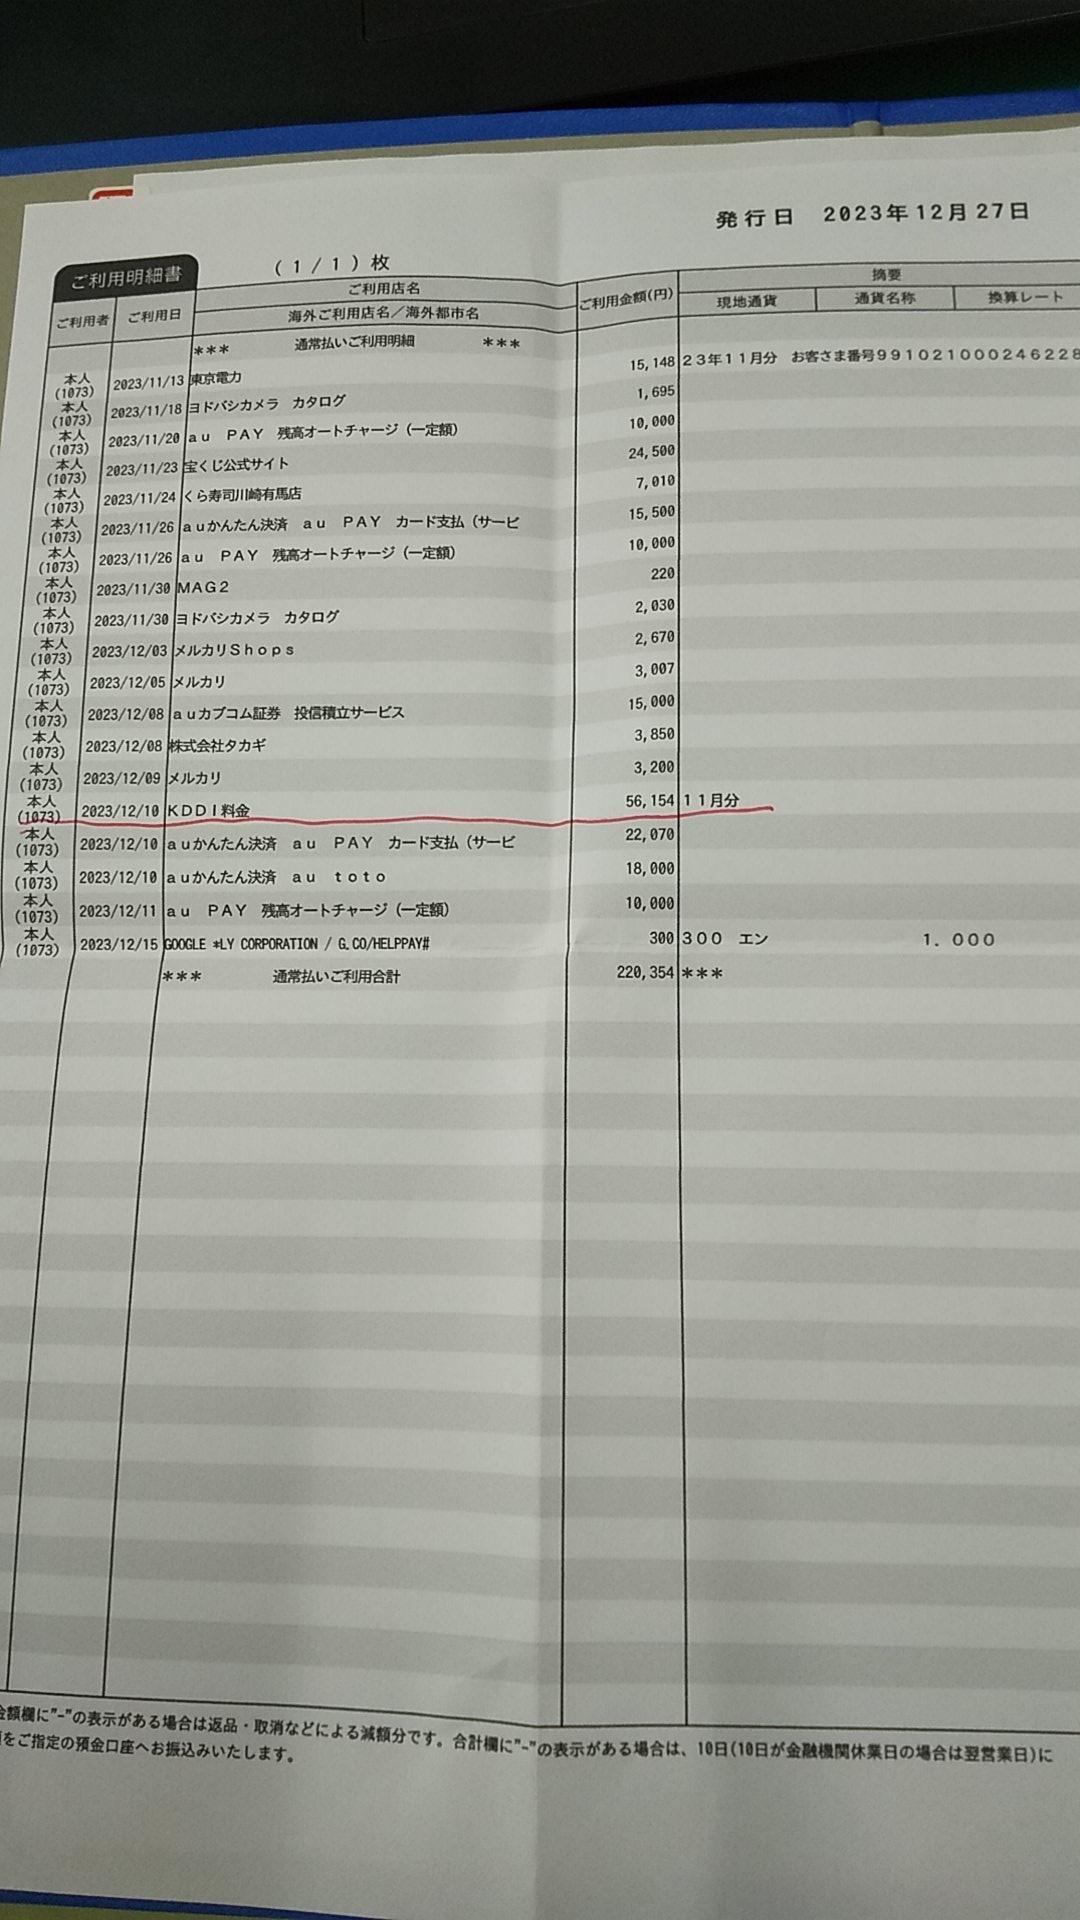 発行日 2023年12月27日
ご利用明細書 (1/1)枚
ご利用者 ご利用日 ご利用店名 ご利用金額(円) 摘要
海外ご利用店名／海外都市名 現地通貨 通貨名称 換算レート
*** 通常払いご利用明細 ***
本人(1073) 2023/11/13 東京電力 15,148 23年11月分 お客さま番号991021000246228
本人(1073) 2023/11/18 ヨドバシカメラ カタログ 1,695
本人(1073) 2023/11/20 au PAY 残高オートチャージ(一定額) 10,000
本人(1073) 2023/11/23 宝くじ公式サイト 24,500
本人(1073) 2023/11/24 くら寿司川崎有馬店 7,010
本人(1073) 2023/11/26 auかんたん決済 au PAY カード支払(サービ 15,500
本人(1073) 2023/11/26 au PAY 残高オートチャージ(一定額) 10,000
本人(1073) 2023/11/30 MAG2 220
本人(1073) 2023/11/30 ヨドバシカメラ カタログ 2,030
本人(1073) 2023/12/03 メルカリShops 2,670
本人(1073) 2023/12/05 メルカリ 3,007
本人(1073) 2023/12/08 auカブコム証券 投信積立サービス 15,000
本人(1073) 2023/12/08 株式会社タカギ 3,850
本人(1073) 2023/12/09 メルカリ 3,200
本人(1073) 2023/12/10 KDDI料金 56,154 11月分
本人(1073) 2023/12/10 auかんたん決済 au PAY カード支払(サービ 22,070
本人(1073) 2023/12/10 auかんたん決済 au toto 18,000
本人(1073) 2023/12/11 au PAY 残高オートチャージ(一定額) 10,000
本人(1073) 2023/12/15 GOOGLE *LY CORPORATION / G.CO/HELPPAY# 300 300 エン 1.000
*** 通常払いご利用合計 220,354 ***
金額欄に"-"の表示がある場合は返品・取消などによる減額分です。合計欄に"-"の表示がある場合は、10日(10日が金融機関休業日の場合は翌営業日)に
をご指定の預金口座へお振込みいたします。